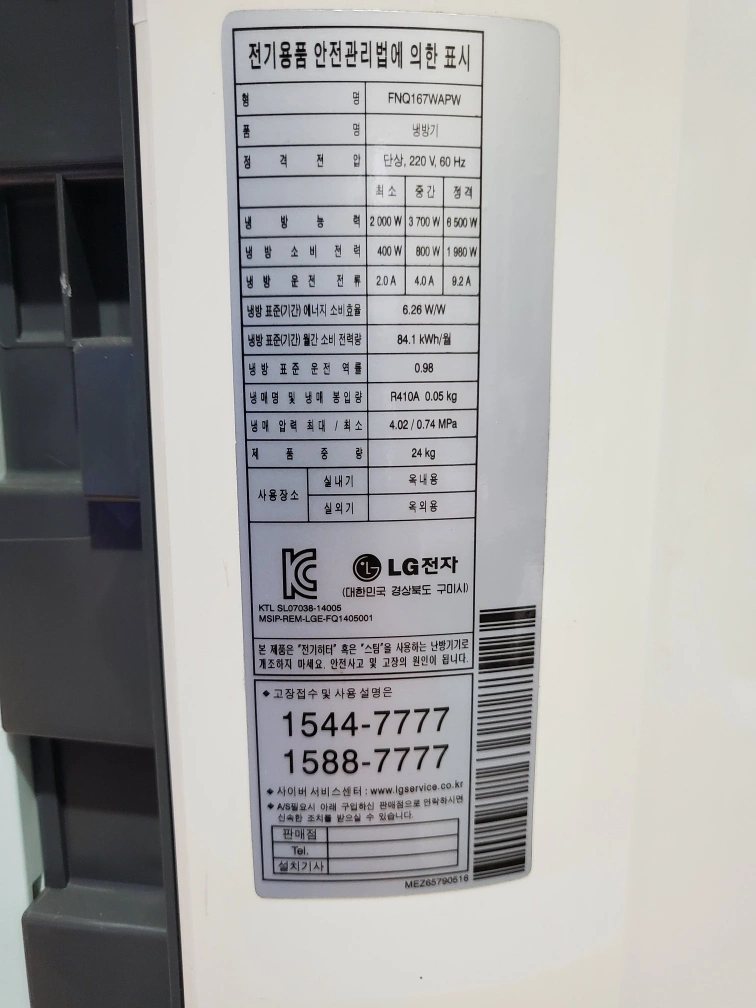 전기용품 안전관리법에 의한 표시
형 명 FNQ167WAPW
품 명 냉방기
정 격 전 압 단상, 220 V, 60 Hz
최 소 중 간 정 격
냉 방 능 력 2 000 W 3 700 W 6 500 W
냉 방 소 비 전 력 400 W 800 W 1 980 W
냉 방 운 전 전 류 2.0 A 4.0 A 9.2 A
냉방 표준(기간) 에너지 소비효율 6.26 W/W
냉방 표준(기간) 월간 소비 전력량 84.1 kWh/월
냉 방 표 준 운 전 역 률 0.98
냉 매 명 및 냉 매 봉 입 량 R410A 0.05 kg
냉 매 압 력 최 대 / 최 소 4.02 / 0.74 MPa
제 품 중 량 24 kg
사 용 장 소 실 내 기 옥 내 용
실 외 기 옥 외 용
LG전자
(대한민국 경상북도 구미시)
KTL SL07038-14005
MSIP-REM-LGE-FQ1405001
본 제품은 "전기히터" 혹은 "스팀"을 사용하는 난방기기로
개조하지 마세요. 안전사고 및 고장의 원인이 됩니다.
◆ 고장접수 및 사용 설명은
1544-7777
1588-7777
◆ 사이버 서비스센터 : www.lgservice.co.kr
◆ A/S필요시 아래 구입하신 판매점으로 연락하시면
신속한 조치를 받으실 수 있습니다.
판매점
Tel.
설치기사
MEZ65790516